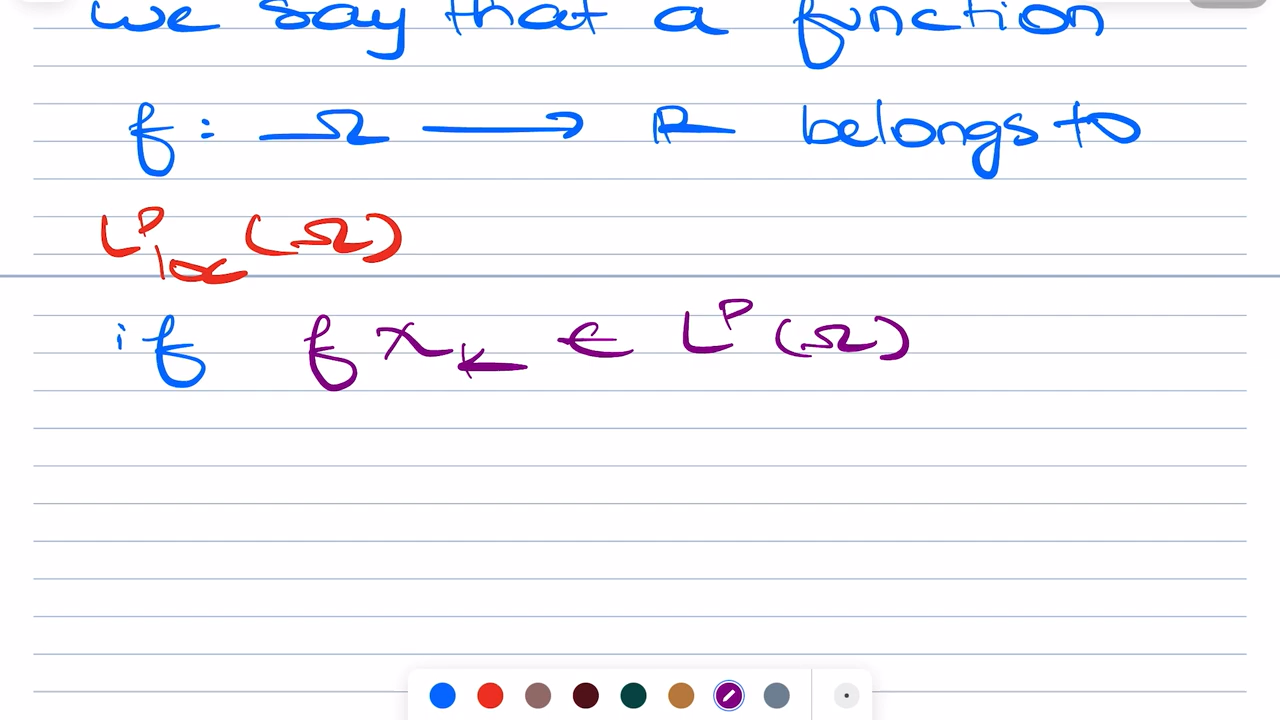 we say that a function
f : Ω ⟶ ℝ belongs to
L^p_loc (Ω)
if f χ_K ∈ L^p (Ω)